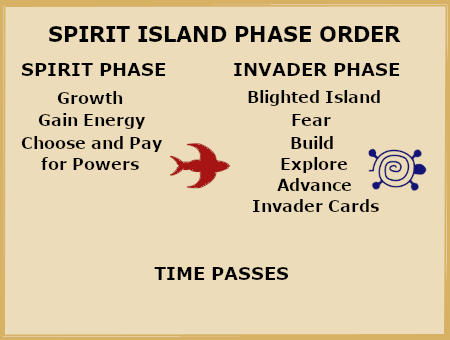 SPIRIT ISLAND PHASE ORDER
SPIRIT PHASE
Growth
Gain Energy
Choose and Pay
for Powers
INVADER PHASE
Blighted Island
Fear
Build
Explore
Advance
Invader Cards
TIME PASSES